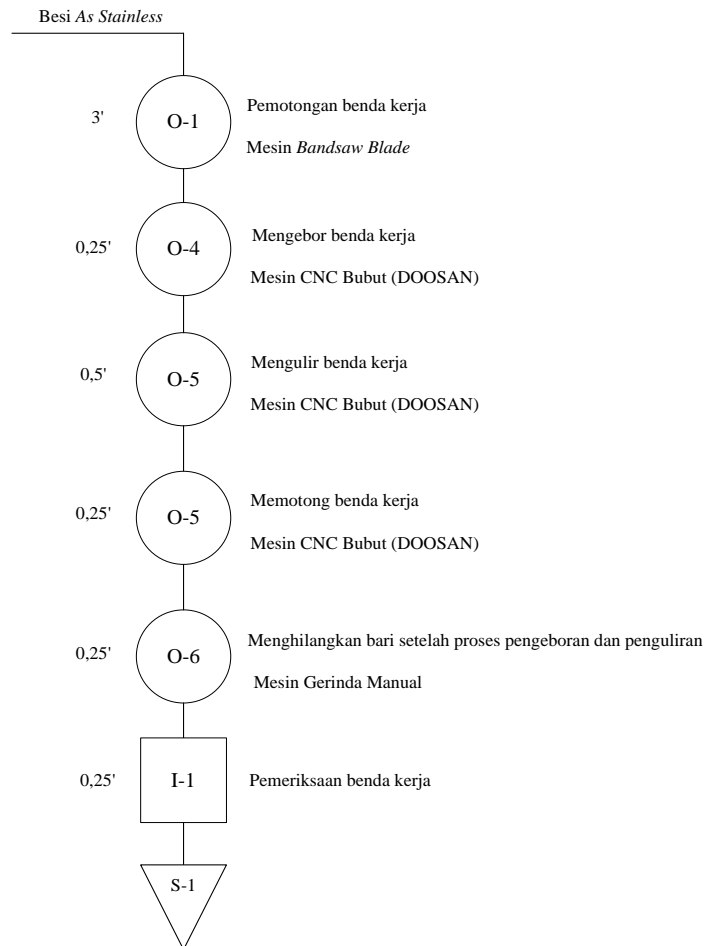 Besi As Stainless
3'
O-1
Pemotongan benda kerja
Mesin Bandsaw Blade
0,25'
O-4
Mengebor benda kerja
Mesin CNC Bubut (DOOSAN)
0,5'
O-5
Mengulir benda kerja
Mesin CNC Bubut (DOOSAN)
0,25'
O-5
Memotong benda kerja
Mesin CNC Bubut (DOOSAN)
0,25'
O-6
Menghilangkan bari setelah proses pengeboran dan penguliran
Mesin Gerinda Manual
0,25'
I-1
Pemeriksaan benda kerja
S-1